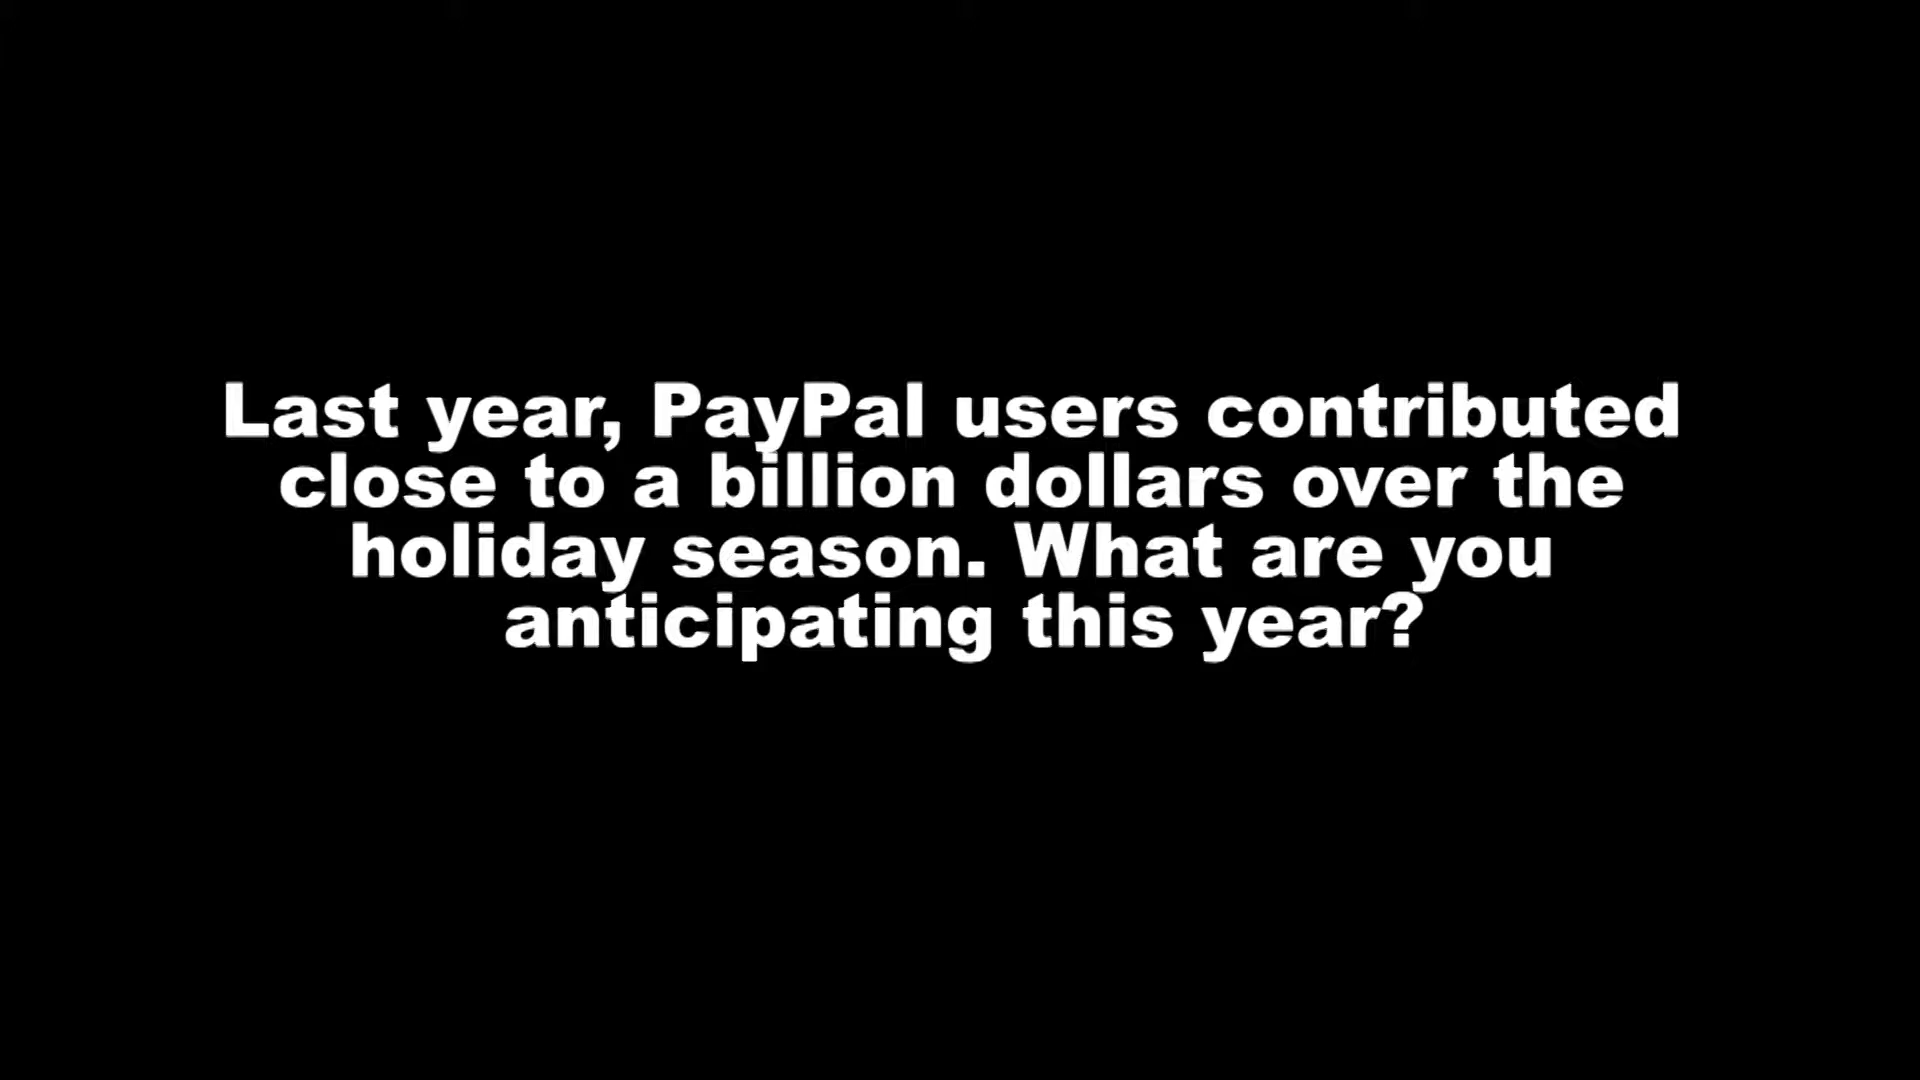 Last year, PayPal users contributed
close to a billion dollars over the
holiday season. What are you
anticipating this year?